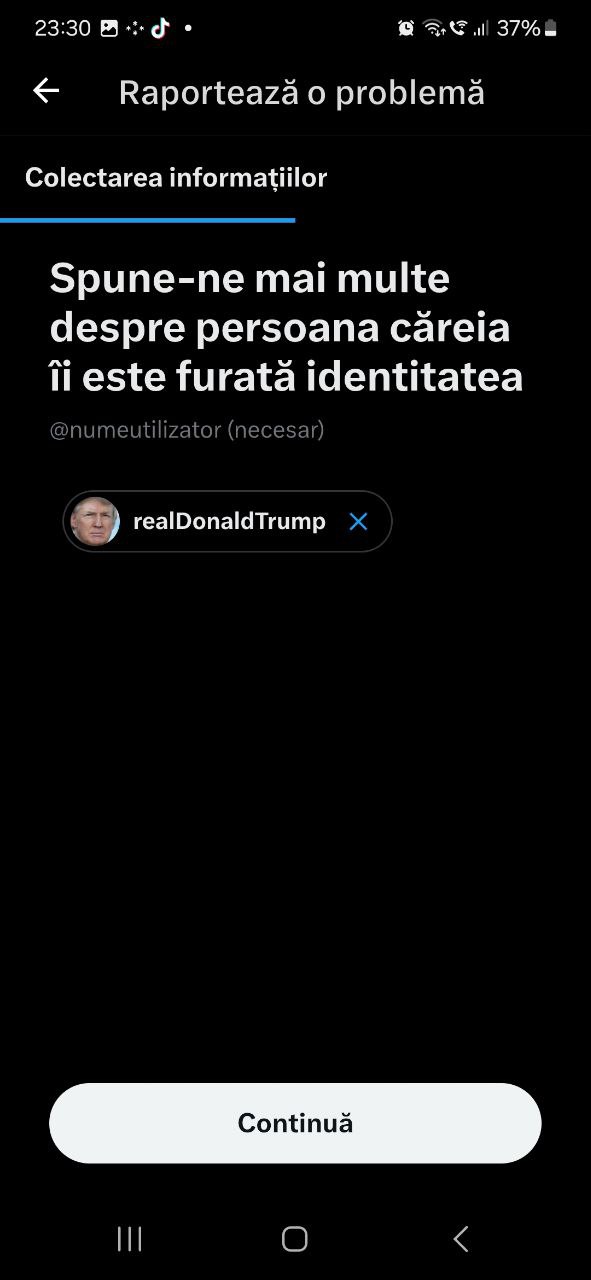 23:30
37%
Raportează o problemă
Colectarea informațiilor
Spune-ne mai multe
despre persoana căreia
îi este furată identitatea
@numeutilizator (necesar)
realDonaldTrump
Continuă